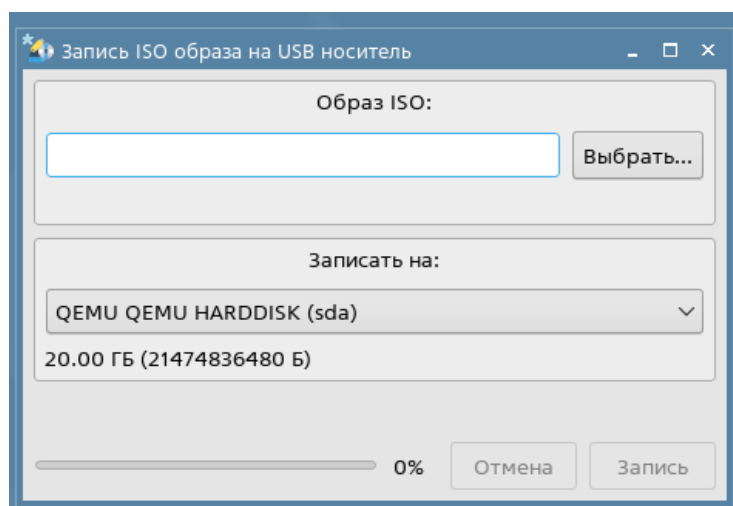 Запись ISO образа на USB носитель
Образ ISO:
Выбрать...
Записать на:
QEMU QEMU HARDDISK (sda)
20.00 ГБ (21474836480 Б)
0% Отмена Запись